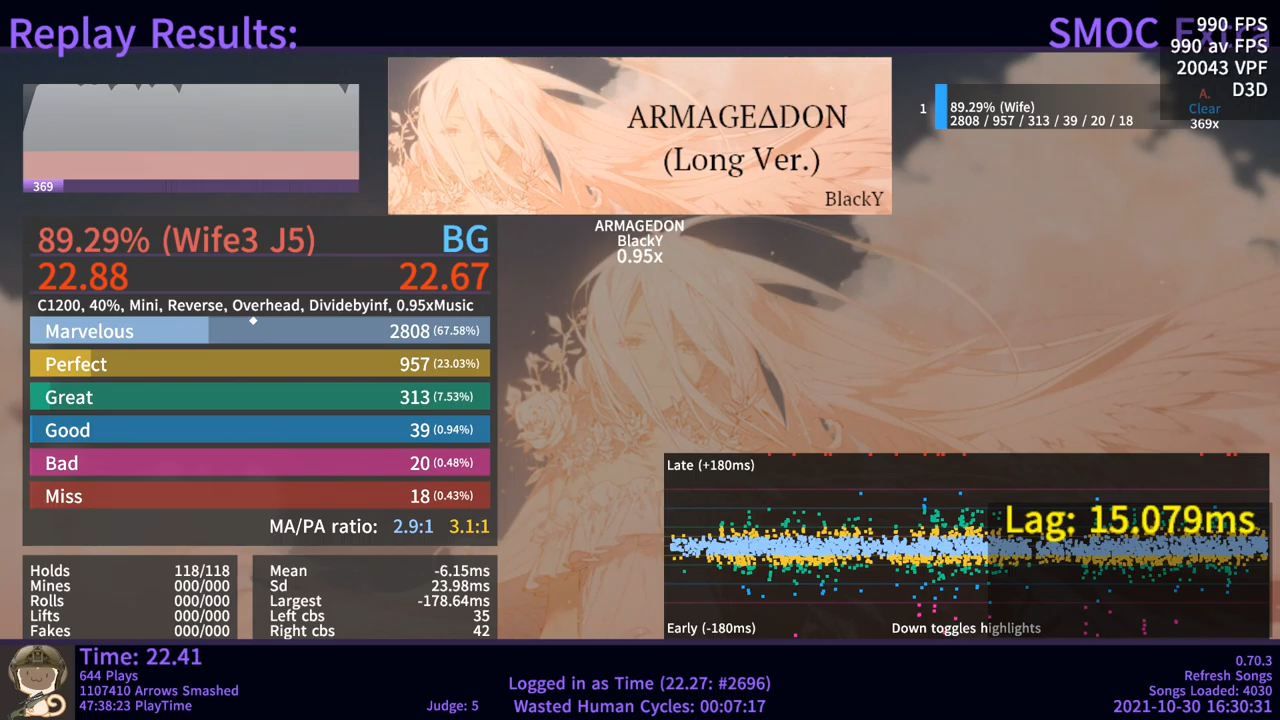 Replay Results:
SMOC Extra
990 FPS
990 av FPS
20043 VPF
D3D
ARMAGEΔDON
(Long Ver.)
BlackY
1
89.29% (Wife)
2808 / 957 / 313 / 39 / 20 / 18
A.
Clear
369x
369
89.29% (Wife3 J5) BG
22.88 22.67
C1200, 40%, Mini, Reverse, Overhead, Dividebyinf, 0.95xMusic
Marvelous 2808 (67.58%)
Perfect 957 (23.03%)
Great 313 (7.53%)
Good 39 (0.94%)
Bad 20 (0.48%)
Miss 18 (0.43%)
MA/PA ratio: 2.9:1 3.1:1
ARMAGEDON
BlackY
0.95x
Holds 118/118
Mines 000/000
Rolls 000/000
Lifts 000/000
Fakes 000/000
Mean -6.15ms
Sd 23.98ms
Largest -178.64ms
Left cbs 35
Right cbs 42
Late (+180ms)
Lag: 15.079ms
Early (-180ms)
Down toggles highlights
Time: 22.41
644 Plays
1107410 Arrows Smashed
47:38:23 PlayTime
Judge: 5
Logged in as Time (22.27: #2696)
Wasted Human Cycles: 00:07:17
0.70.3
Refresh Songs
Songs Loaded: 4030
2021-10-30 16:30:31